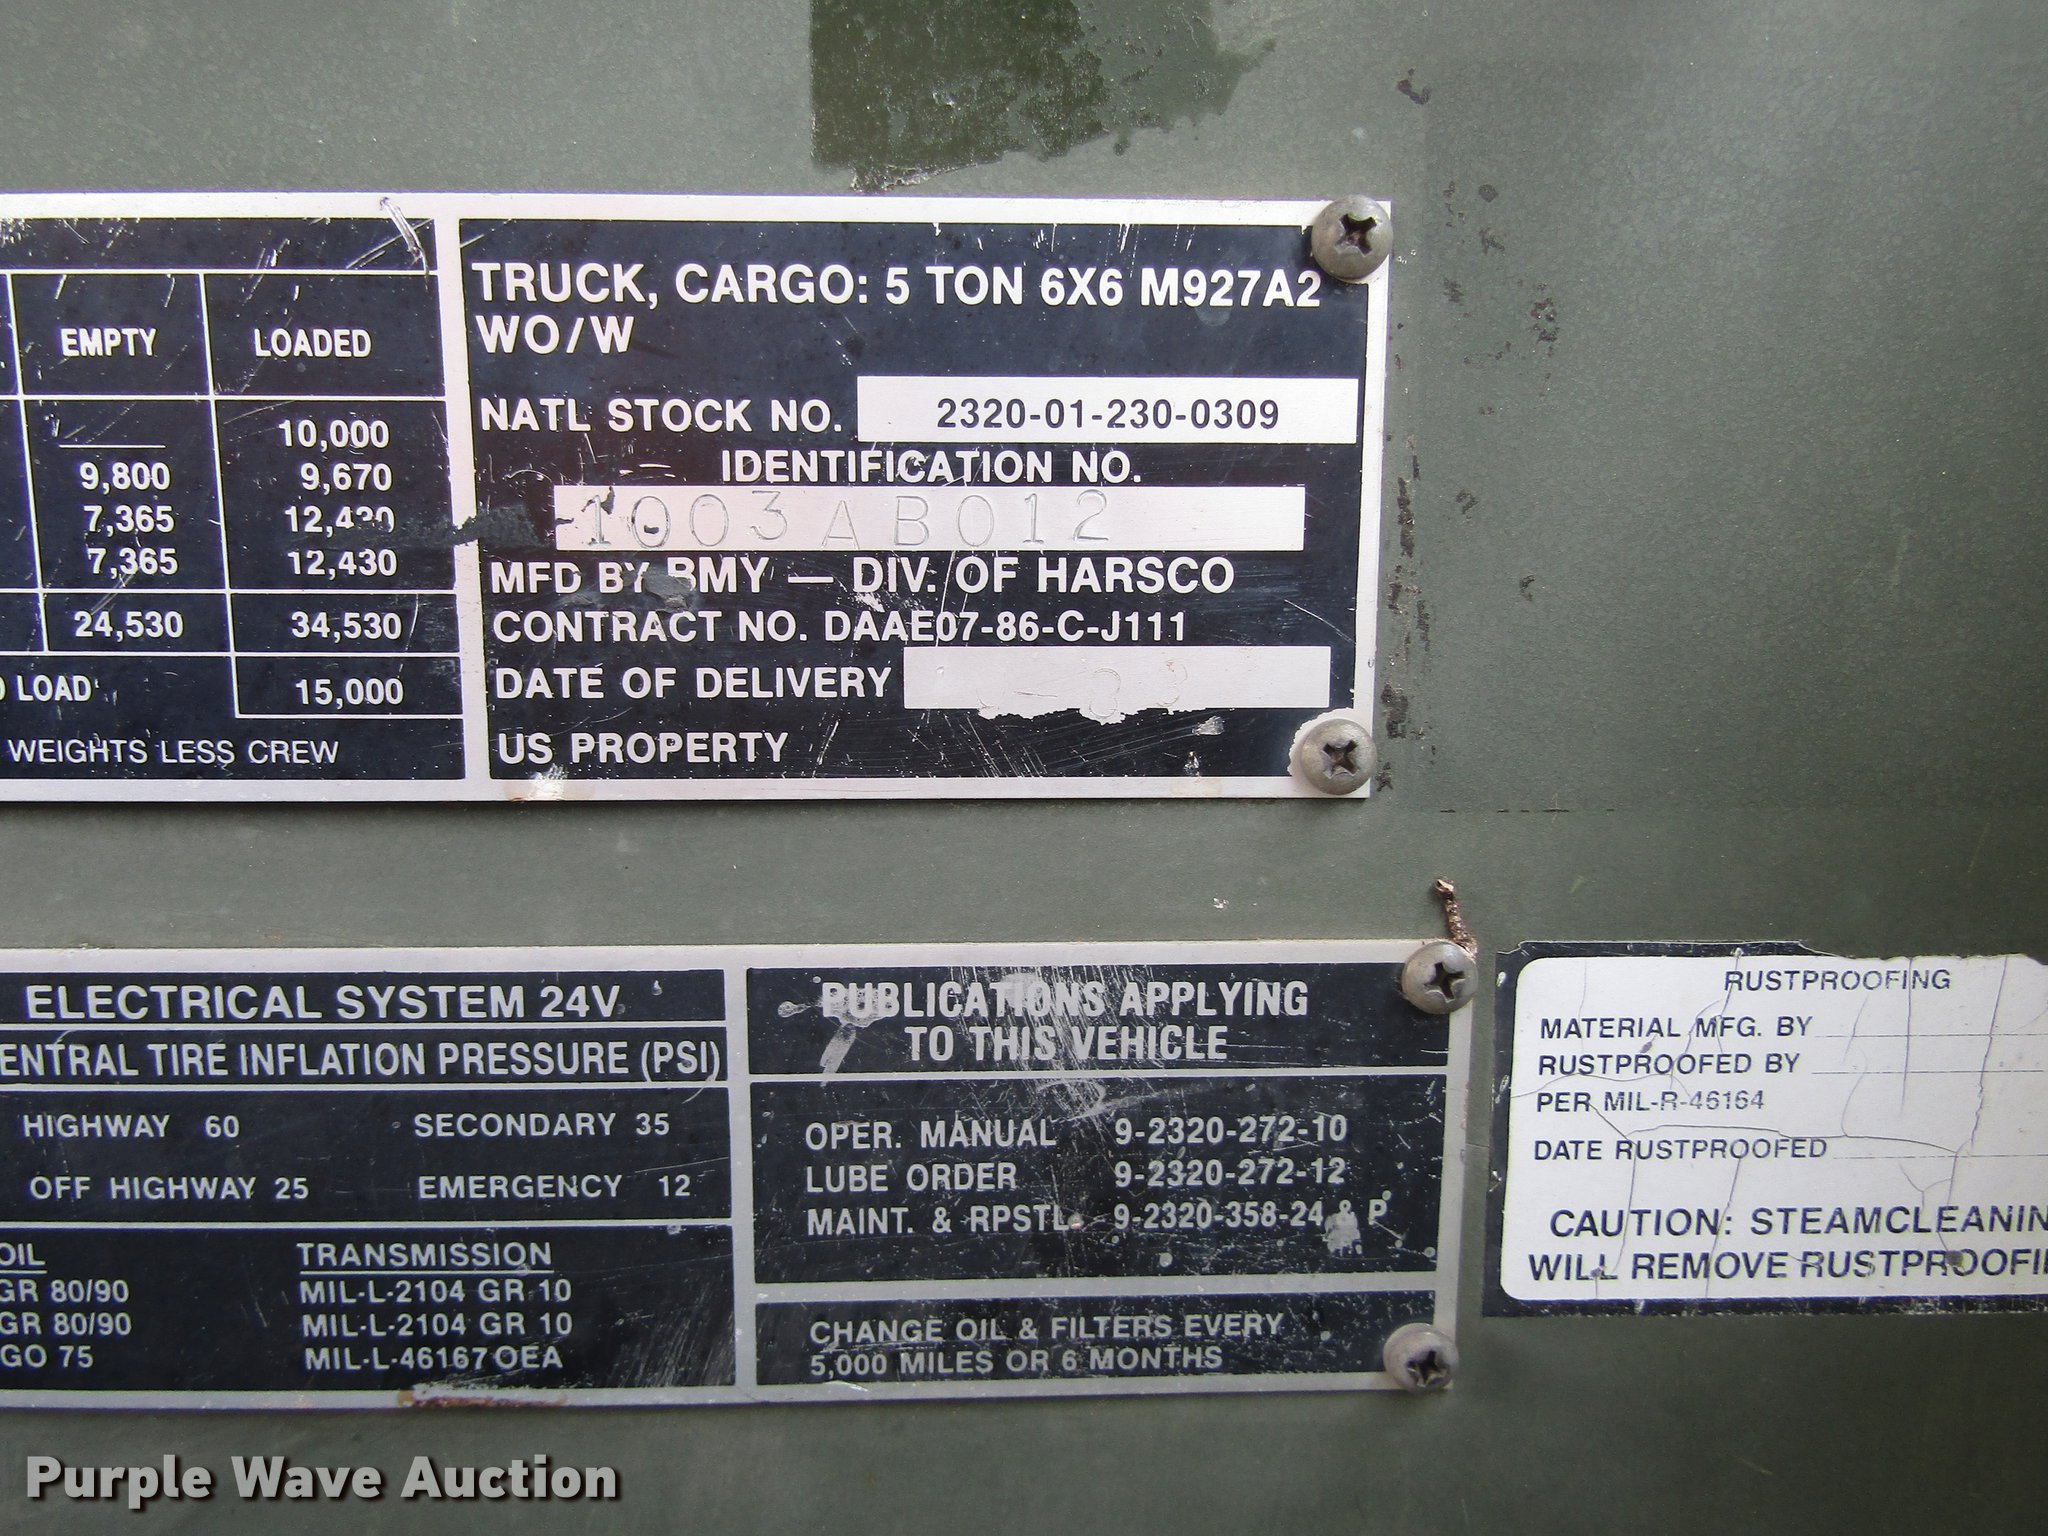 TRUCK, CARGO: 5 TON 6X6 M927A2
WO/W
NATL STOCK NO. 2320-01-230-0309
IDENTIFICATION NO.
1003AB012
MFD BY BMY — DIV. OF HARSCO
CONTRACT NO. DAAE07-86-C-J111
DATE OF DELIVERY
US PROPERTY
EMPTY LOADED
10,000
9,800 9,670
7,365 12,430
7,365 12,430
24,530 34,530
LOAD 15,000
WEIGHTS LESS CREW
ELECTRICAL SYSTEM 24V
ENTRAL TIRE INFLATION PRESSURE (PSI)
HIGHWAY 60 SECONDARY 35
OFF HIGHWAY 25 EMERGENCY 12
OIL TRANSMISSION
GR 80/90 MIL-L-2104 GR 10
GR 80/90 MIL-L-2104 GR 10
GO 75 MIL-L-46167 OEA
PUBLICATIONS APPLYING
TO THIS VEHICLE
OPER. MANUAL 9-2320-272-10
LUBE ORDER 9-2320-272-12
MAINT. & RPSTL 9-2320-358-24 & P
CHANGE OIL & FILTERS EVERY
5,000 MILES OR 6 MONTHS
RUSTPROOFING
MATERIAL MFG. BY
RUSTPROOFED BY
PER MIL-R-46164
DATE RUSTPROOFED
CAUTION: STEAMCLEANIN
WILL REMOVE RUSTPROOFI
Purple Wave Auction